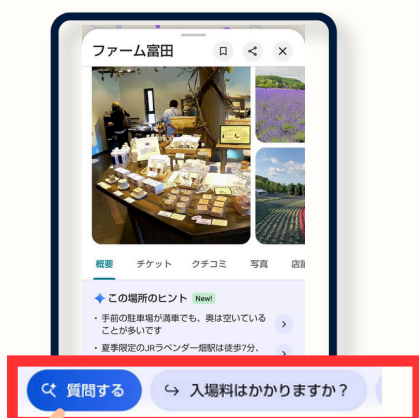 ファーム富田
概要 チケット クチコミ 写真
この場所のヒント New!
・手前の駐車場が満車でも、奥は空している
ことが多いです
・夏季限定のJRラベンダー畑駅は徒歩7分、
質問する 入場料はかかりますか？